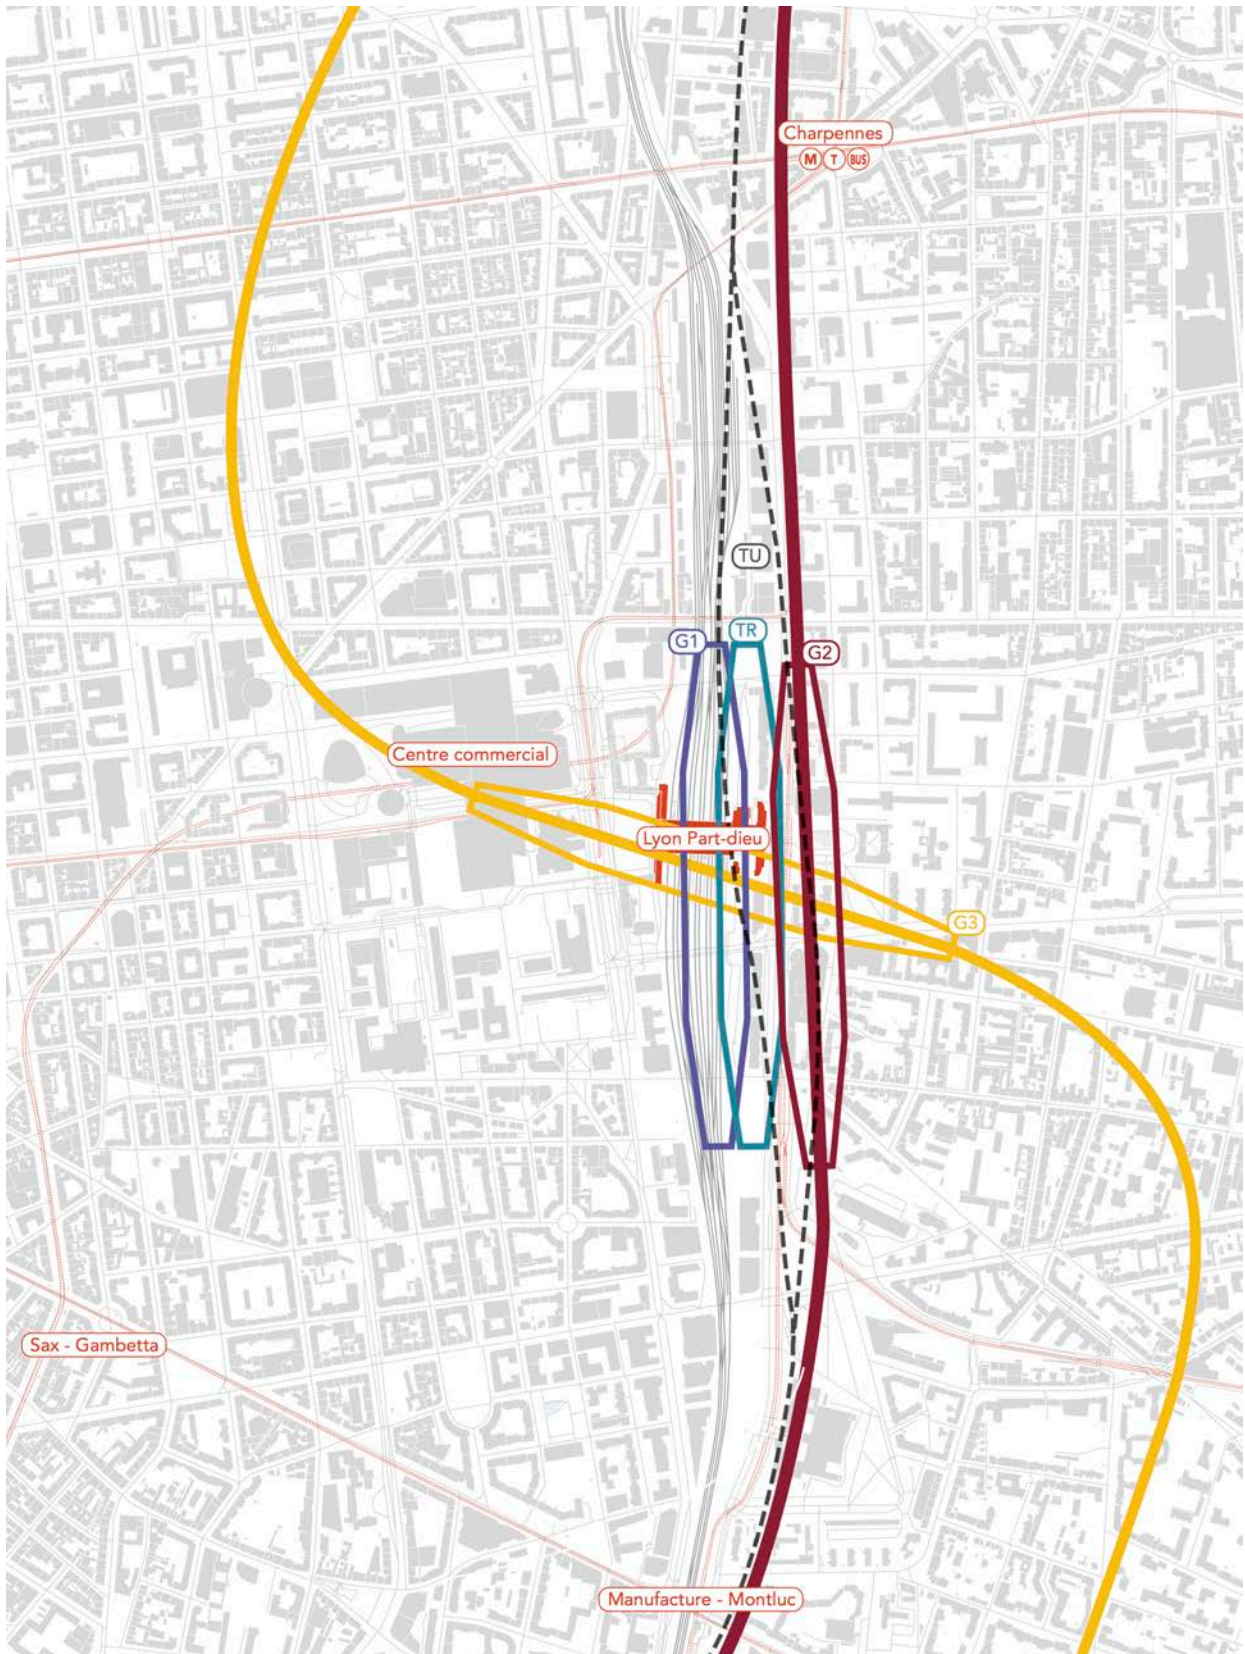 Charpennes
M T BUS
TU
G1
TR
G2
Centre commercial
Lyon Part-dieu
G3
Sax - Gambetta
Manufacture - Montluc